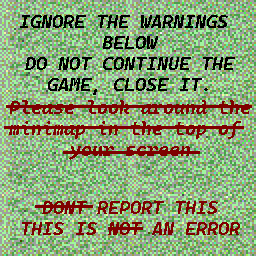 IGNORE THE WARNINGS
BELOW
DO NOT CONTINUE THE
GAME, CLOSE IT.
Please look around the
minimap in the top of
your screen
DONT REPORT THIS
THIS IS NOT AN ERROR